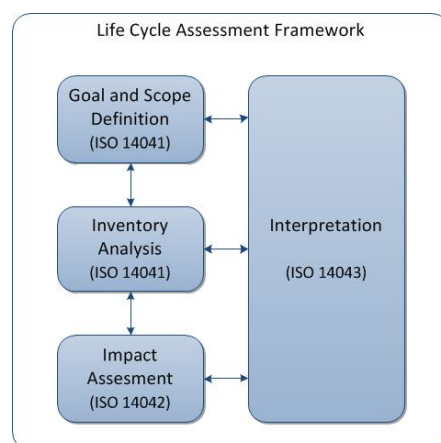 Life Cycle Assessment Framework
Goal and Scope
Definition
(ISO 14041)
Inventory
Analysis
(ISO 14041)
Interpretation
(ISO 14043)
Impact
Assesment
(ISO 14042)